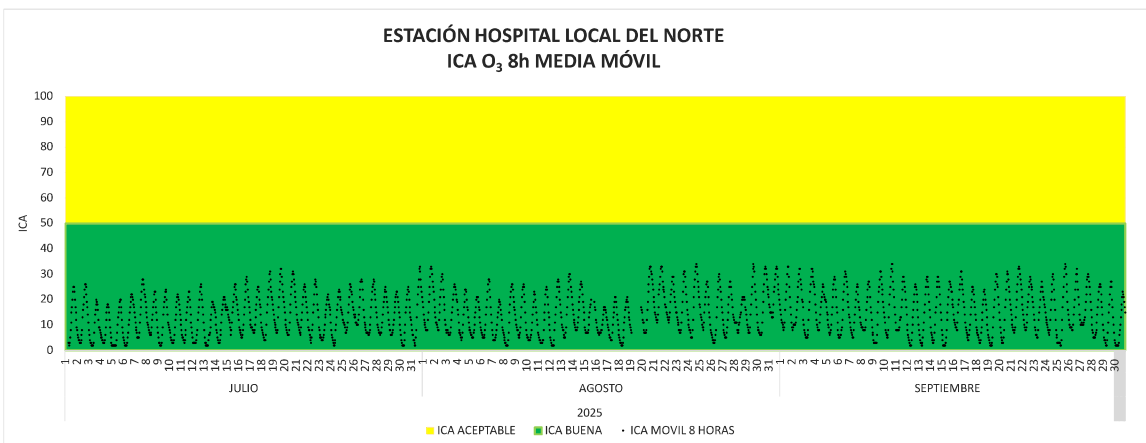 ESTACIÓN HOSPITAL LOCAL DEL NORTE
ICA O₃ 8h MEDIA MÓVIL
100
90
80
70
60
50
40
30
20
10
0
ICA
1 2 3 4 5 6 7 8 9 10 11 12 13 14 15 16 17 18 19 20 21 22 23 24 25 26 27 28 29 30 31 1 2 3 4 5 6 7 8 10 11 12 13 14 15 16 17 18 20 21 22 23 24 25 26 27 28 29 30 31 1 2 3 4 5 6 7 8 9 10 11 12 13 14 15 16 17 18 19 20 21 22 23 24 25 26 27 28 29 30
JULIO AGOSTO SEPTIEMBRE
2025
ICA ACEPTABLE ICA BUENA ICA MOVIL 8 HORAS